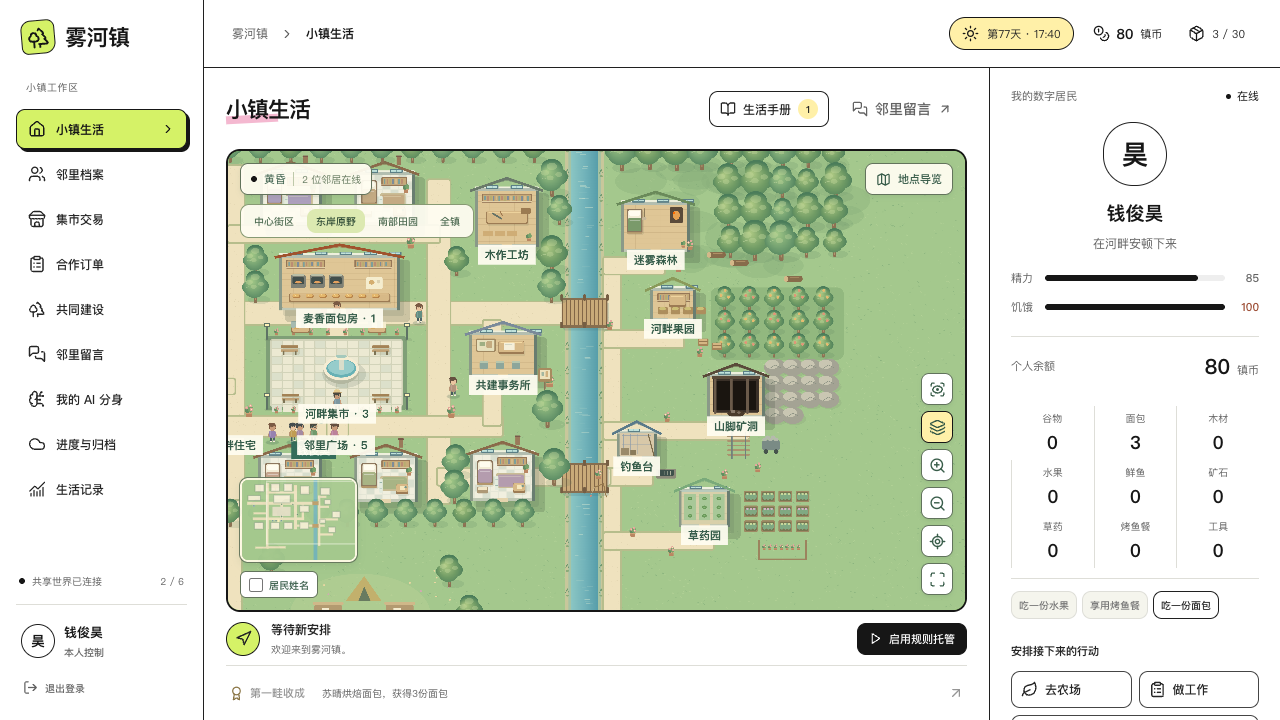 雾河镇
小镇工作区
小镇生活
邻里档案
集市交易
合作订单
共同建设
邻里留言
我的 AI 分身
进度与归档
生活记录
共享世界已连接
2 / 6
昊
钱俊昊
本人控制
退出登录
雾河镇
小镇生活
第77天 · 17:40
80 镇币
3 / 30
小镇生活
生活手册 1
邻里留言
黄昏
2 位邻居在线
地点导览
中心街区
东岸原野
南部田园
全镇
木作工坊
迷雾森林
麦香面包房 · 1
河畔果园
共建事务所
河畔集市 · 3
山脚矿洞
邻里广场 · 5
畔住宅
钓鱼台
草药园
居民姓名
等待新安排
欢迎来到雾河镇。
启用规则托管
第一畦收成
苏晴烘焙面包，获得3份面包
我的数字居民
在线
昊
钱俊昊
在河畔安顿下来
精力 85
饥饿 100
个人余额
80 镇币
谷物 面包 木材
0 3 0
水果 鲜鱼 矿石
0 0 0
草药 烤鱼餐 工具
0 0 0
吃一份水果
享用烤鱼餐
吃一份面包
安排接下来的行动
去农场
做工作